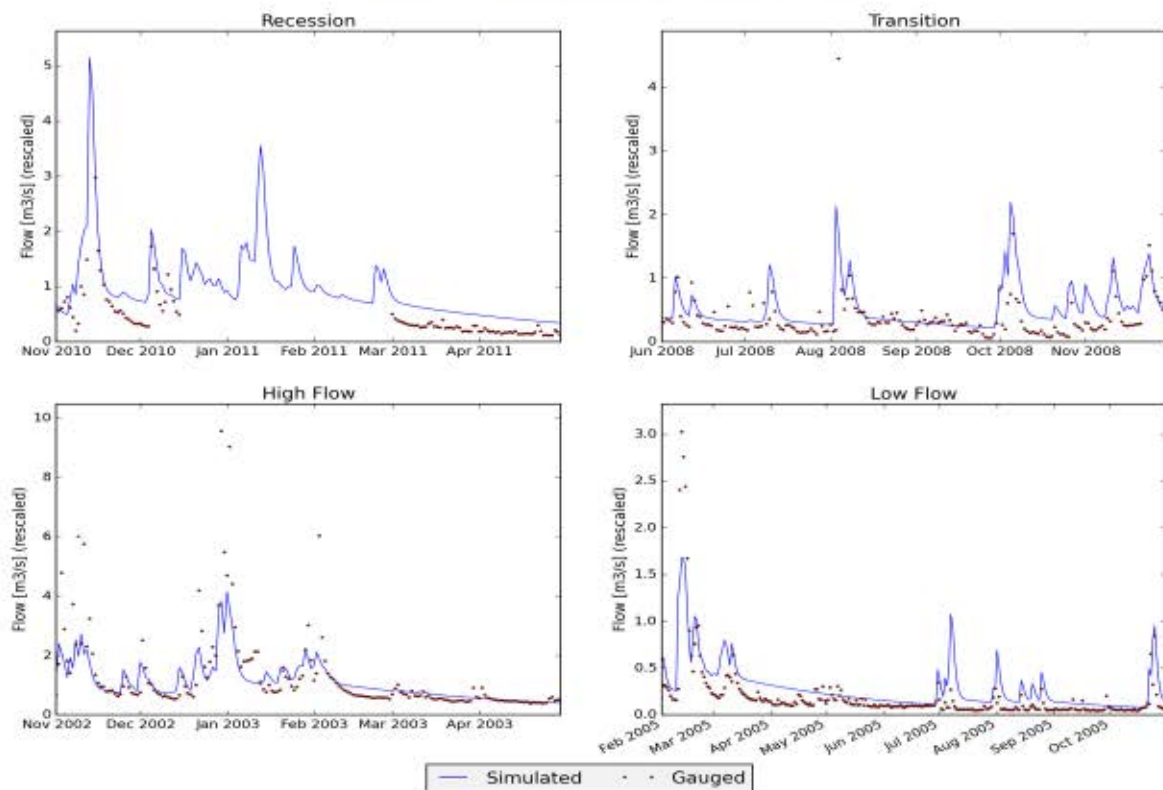 Recession
Flow [m3/s] (rescaled)
5
4
3
2
1
0
Nov 2010 Dec 2010 Jan 2011 Feb 2011 Mar 2011 Apr 2011
Transition
Flow [m3/s] (rescaled)
4
3
2
1
0
Jun 2008 Jul 2008 Aug 2008 Sep 2008 Oct 2008 Nov 2008
High Flow
Flow [m3/s] (rescaled)
10
8
6
4
2
0
Nov 2002 Dec 2002 Jan 2003 Feb 2003 Mar 2003 Apr 2003
Low Flow
Flow [m3/s] (rescaled)
3.0
2.5
2.0
1.5
1.0
0.5
0.0
Feb 2005 Mar 2005 Apr 2005 May 2005 Jun 2005 Jul 2005 Aug 2005 Sep 2005 Oct 2005
Simulated Gauged